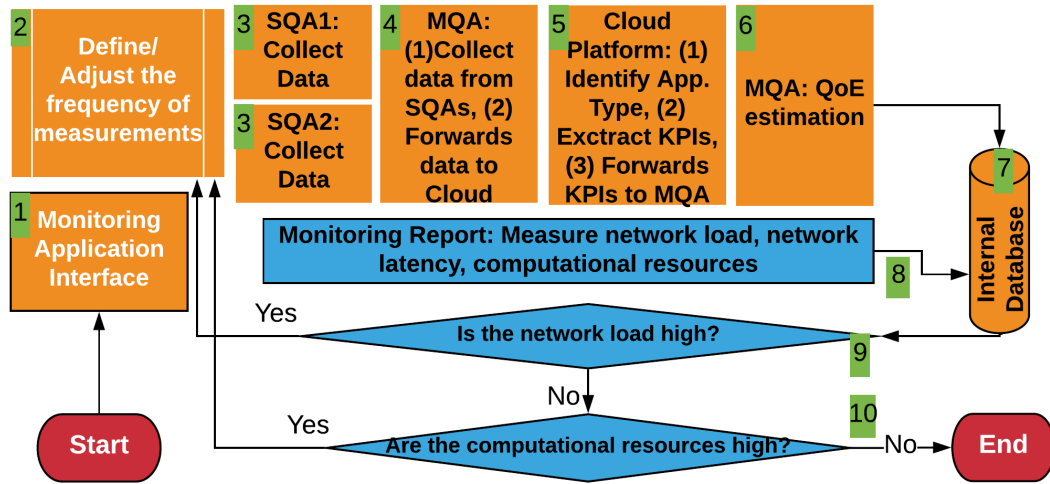 2
Define/
Adjust the
frequency of
measurements
3
SQA1:
Collect
Data
3
SQA2:
Collect
Data
4
MQA:
(1)Collect
data from
SQAs, (2)
Forwards
data to
Cloud
5
Cloud
Platform: (1)
Identify App.
Type, (2)
Exctract KPIs,
(3) Forwards
KPIs to MQA
6
MQA: QoE
estimation
7
Internal
Database
1
Monitoring
Application
Interface
Monitoring Report: Measure network load, network
latency, computational resources
8
Yes
Is the network load high?
9
No
10
Yes
Are the computational resources high?
No
Start
End